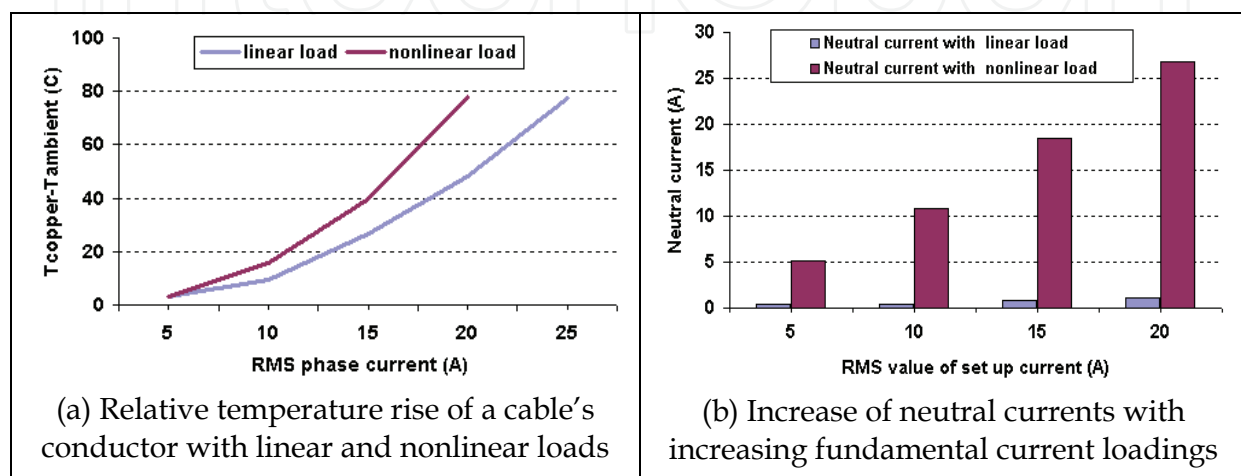 linear load
nonlinear load
Tcopper-Tambient (C)
100
80
60
40
20
0
5 10 15 20 25
RMS phase current (A)
(a) Relative temperature rise of a cable's
conductor with linear and nonlinear loads
Neutral current with linear load
Neutral current with nonlinear load
Neutral current (A)
30
25
20
15
10
5
0
5 10 15 20
RMS value of set up current (A)
(b) Increase of neutral currents with
increasing fundamental current loadings